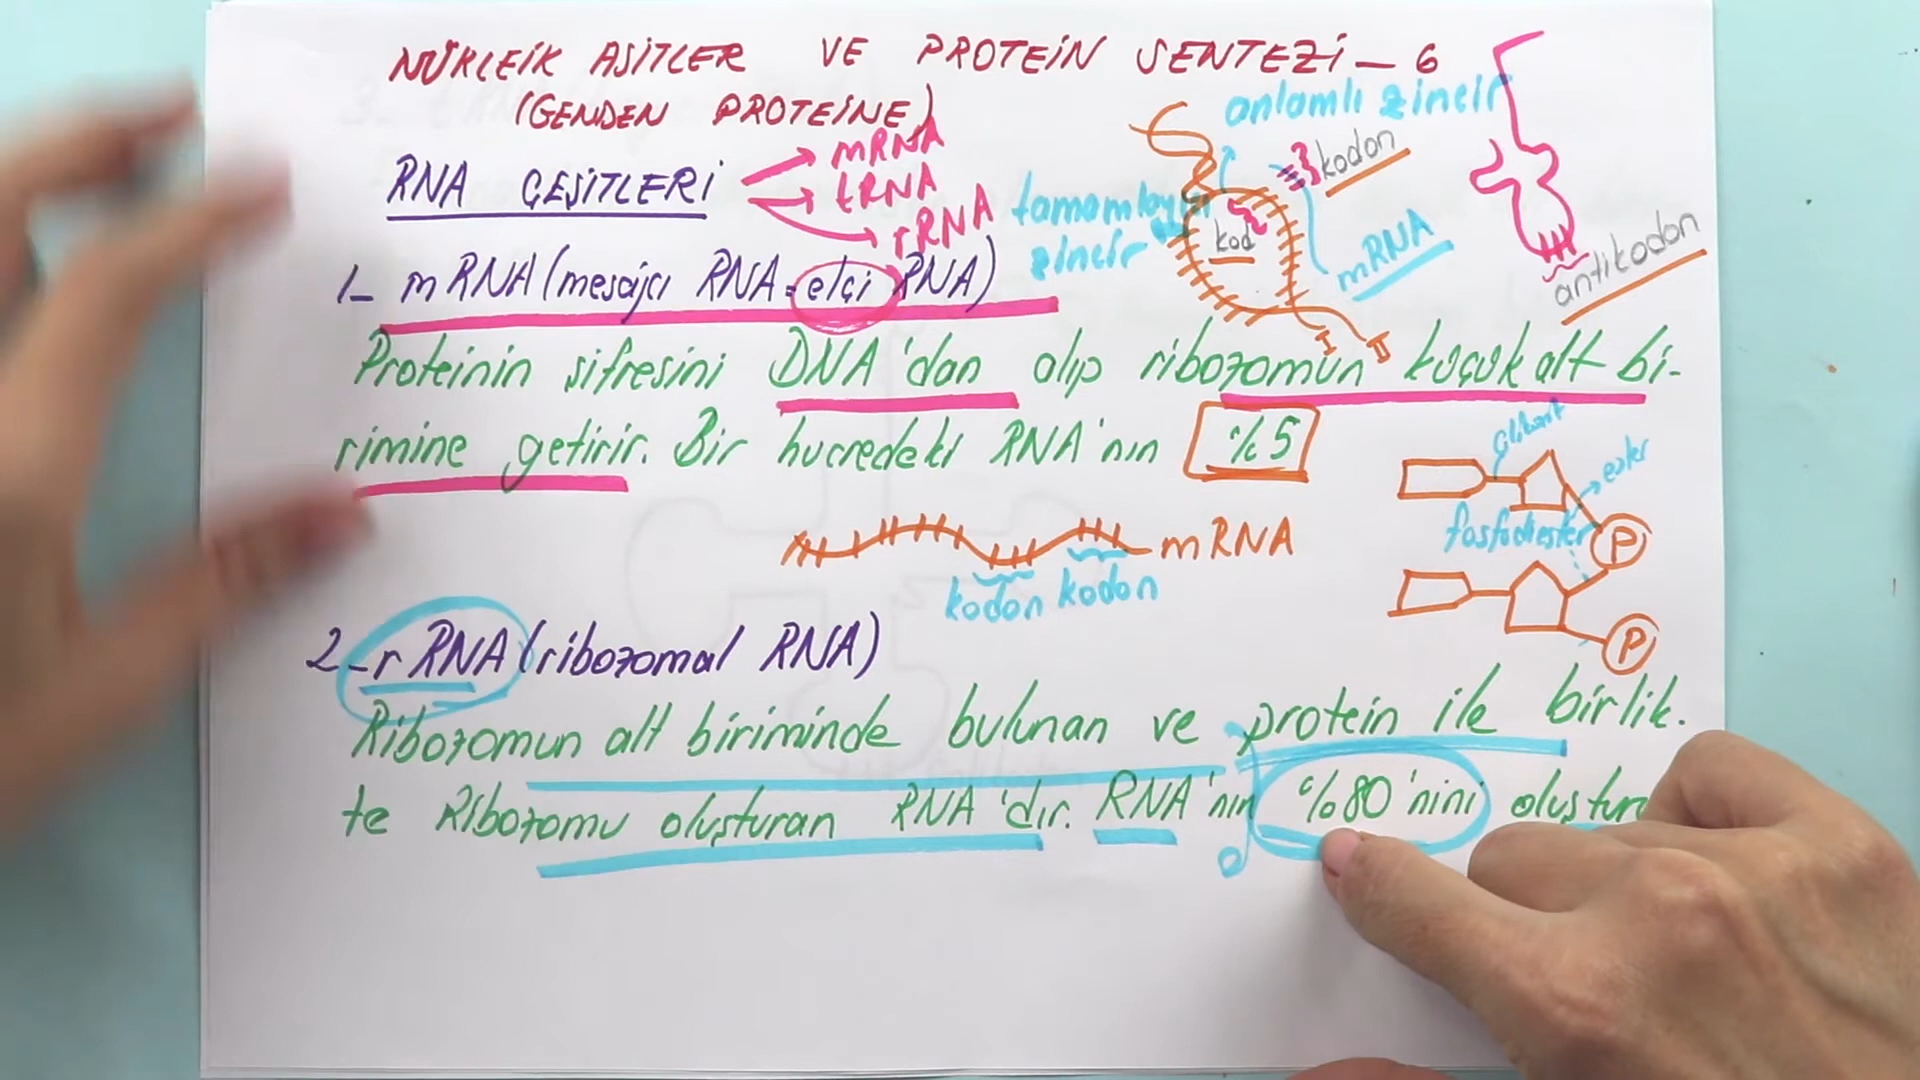 NÜKLEİK ASİTLER VE PROTEİN SENTEZİ - 6
(GENDEN PROTEİNE)
anlamlı zincir
RNA ÇEŞİTLERİ
mRNA
tRNA
rRNA
tamamlayıcı
zincir
kod
kodon
mRNA
antikodon
I
II
1- mRNA (mesajcı RNA = elçi RNA)
Proteinin şifresini DNA'dan alıp ribozomun küçük alt bi-
rimine getirir. Bir hücredeki RNA'nın %5
ester
fosfodiester
P
P
mRNA
kodon kodon
2- rRNA (ribozomal RNA)
Ribozomun alt biriminde bulunan ve protein ile birlik-
te Ribozomu oluşturan RNA'dır. RNA'nın %80'nini